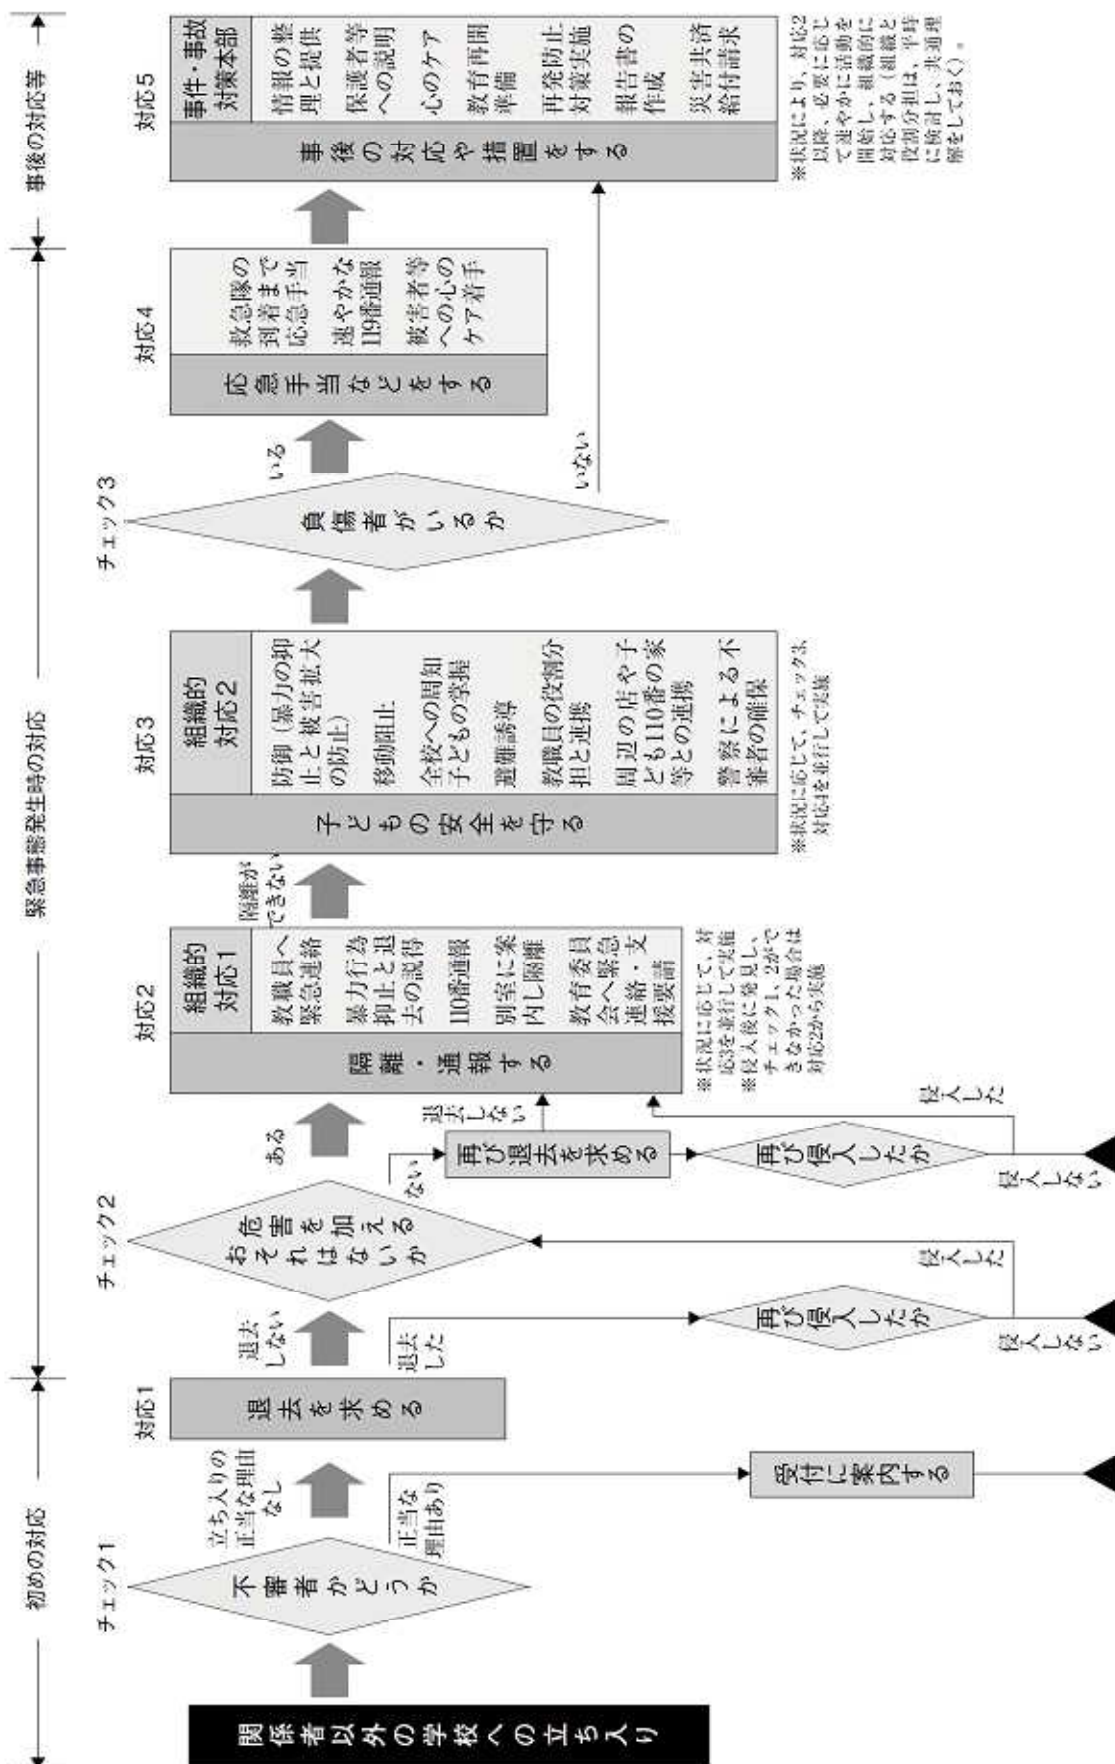 初めの対応
緊急事態発生時の対応
事後の対応等
関係者以外の学校への立ち入り
チェック1
不審者かどうか
立ち入りの
正当な理由
なし
正当な
理由あり
受付に案内する
対応1
退去を求める
退去
しない
退去
した
再び侵入したか
侵入した
侵入しない
チェック2
危害を加える
おそれはないか
ある
ない
再び退去を求める
退去しない
再び侵入したか
侵入した
侵入しない
対応2
組織的
対応1
教職員へ
緊急連絡
暴力行為
抑止と退
去の説得
110番通報
別室に案
内し隔離
教育委員
会へ緊急
連絡・支
援要請
隔離・通報する
※状況に応じて、対
応3を並行して実施
※侵入後に発見し、
チェック1、2がで
きなかった場合は
対応2から実施
隔離が
できない
対応3
組織的
対応2
防御（暴力の抑
止と被害拡大
の防止）
移動阻止
全校への周知
子どもの掌握
避難誘導
教職員の役割分
担と連携
周辺の店や子
ども110番の家
等との連携
警察による不
審者の確保
子どもの安全を守る
※状況に応じて、チェック3、
対応4を並行して実施
チェック3
負傷者がいるか
いる
いない
対応4
救急隊の
到着まで
応急手当
速やかな
119番通報
被害者等
への心の
ケア着手
応急手当などをする
対応5
事件・事故
対策本部
情報の整
理と提供
保護者等
への説明
心のケア
教育再開
準備
再発防止
対策実施
報告書の
作成
災害共済
給付請求
事後の対応や措置をする
※状況により、対応2
以降、必要に応じ
て速やかに活動を
開始し、組織的に
対応する（組織と
役割分担は、平時
に検討し、共通理
解をしておく）。